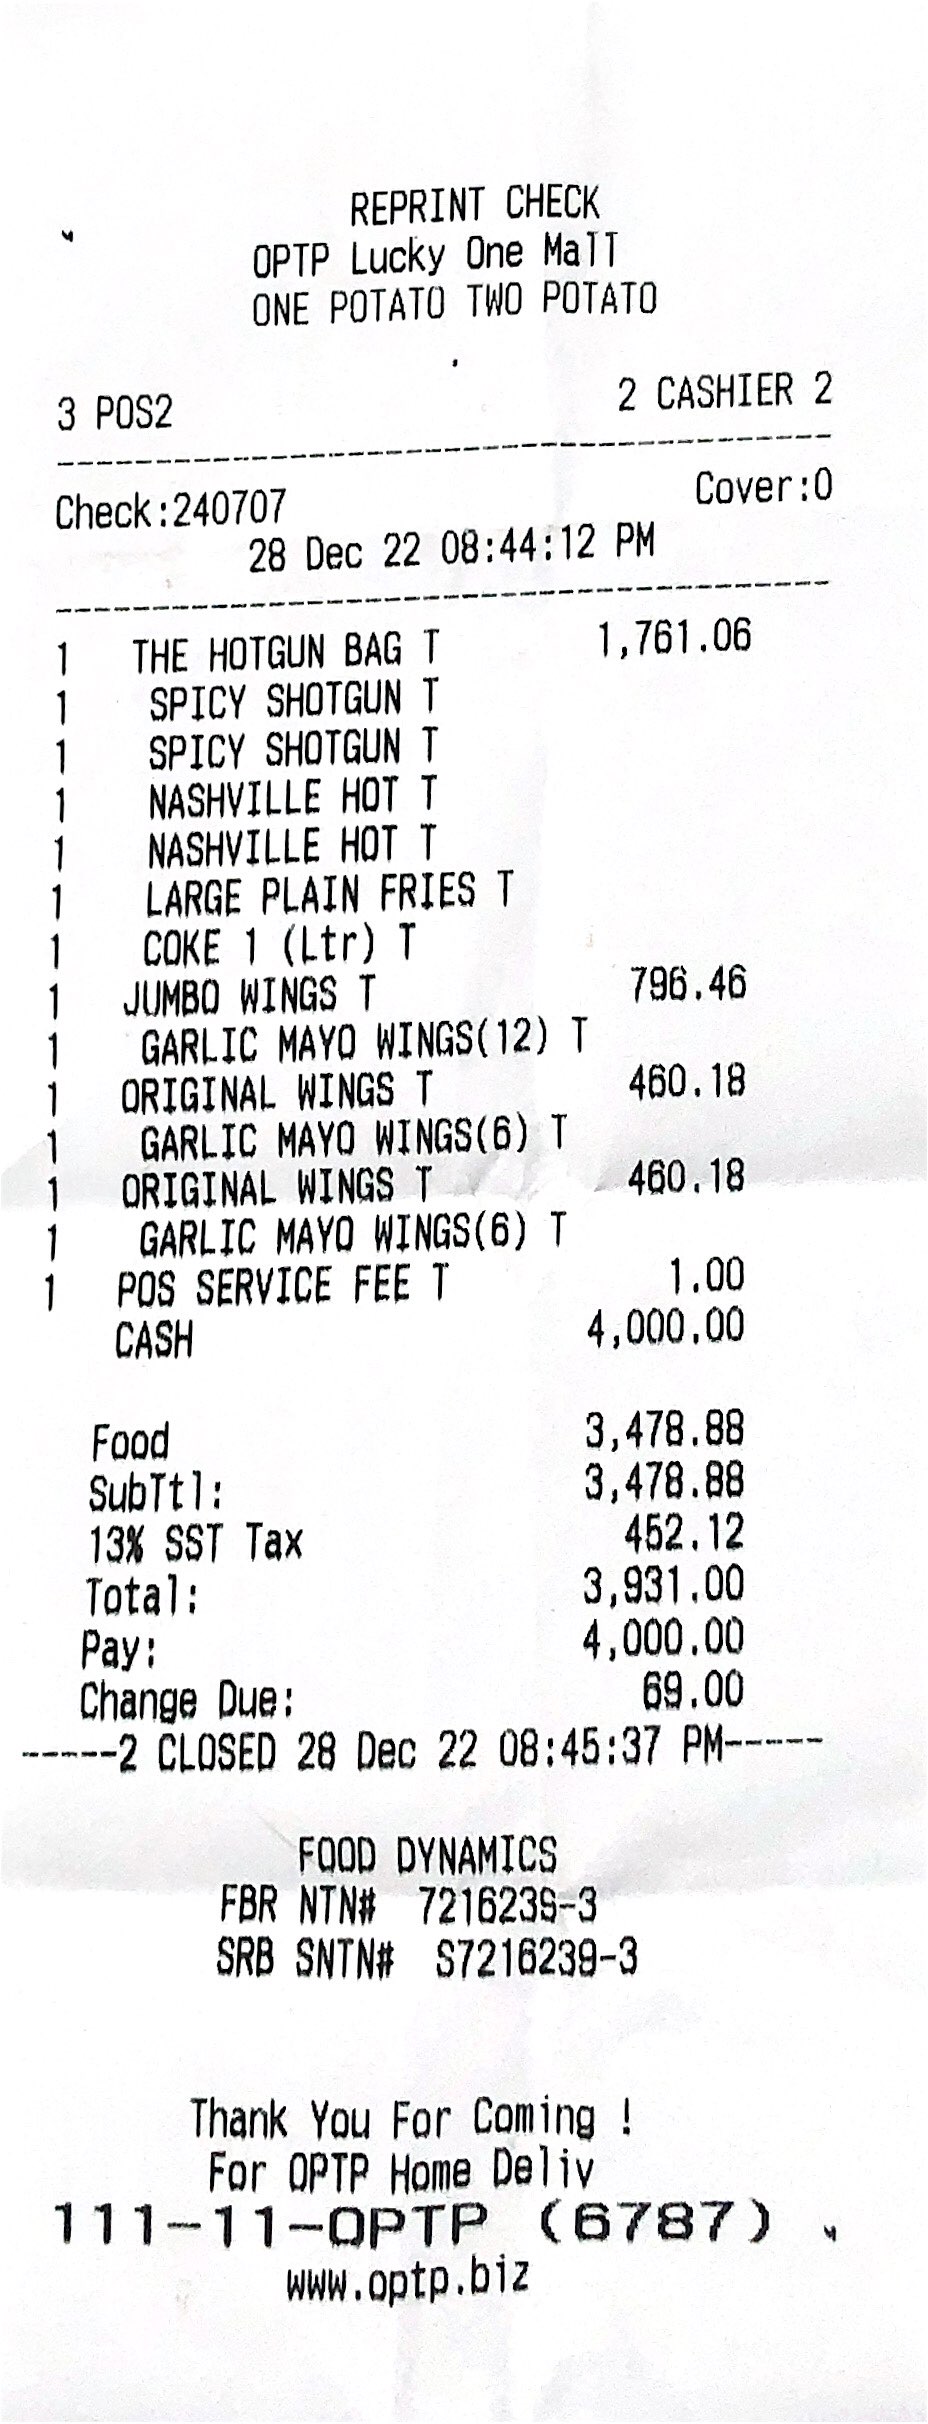 REPRINT CHECK
OPTP Lucky One Mall
ONE POTATO TWO POTATO
3 POS2 2 CASHIER 2
Check:240707 Cover:0
28 Dec 22 08:44:12 PM
1 THE HOTGUN BAG T 1,761.06
1 SPICY SHOTGUN T
1 SPICY SHOTGUN T
1 NASHVILLE HOT T
1 NASHVILLE HOT T
1 LARGE PLAIN FRIES T
1 COKE 1 (Ltr) T
1 JUMBO WINGS T 796.46
1 GARLIC MAYO WINGS(12) T
1 ORIGINAL WINGS T 460.18
1 GARLIC MAYO WINGS(6) T
1 ORIGINAL WINGS T 460.18
1 GARLIC MAYO WINGS(6) T
1 POS SERVICE FEE T 1.00
CASH 4,000.00
Food 3,478.88
SubTtl: 3,478.88
13% SST Tax 452.12
Total: 3,931.00
Pay: 4,000.00
Change Due: 69.00
------2 CLOSED 28 Dec 22 08:45:37 PM-----
FOOD DYNAMICS
FBR NTN# 7216239-3
SRB SNTN# S7216239-3
Thank You For Coming !
For OPTP Home Deliv
111-11-OPTP (6787)
www.optp.biz